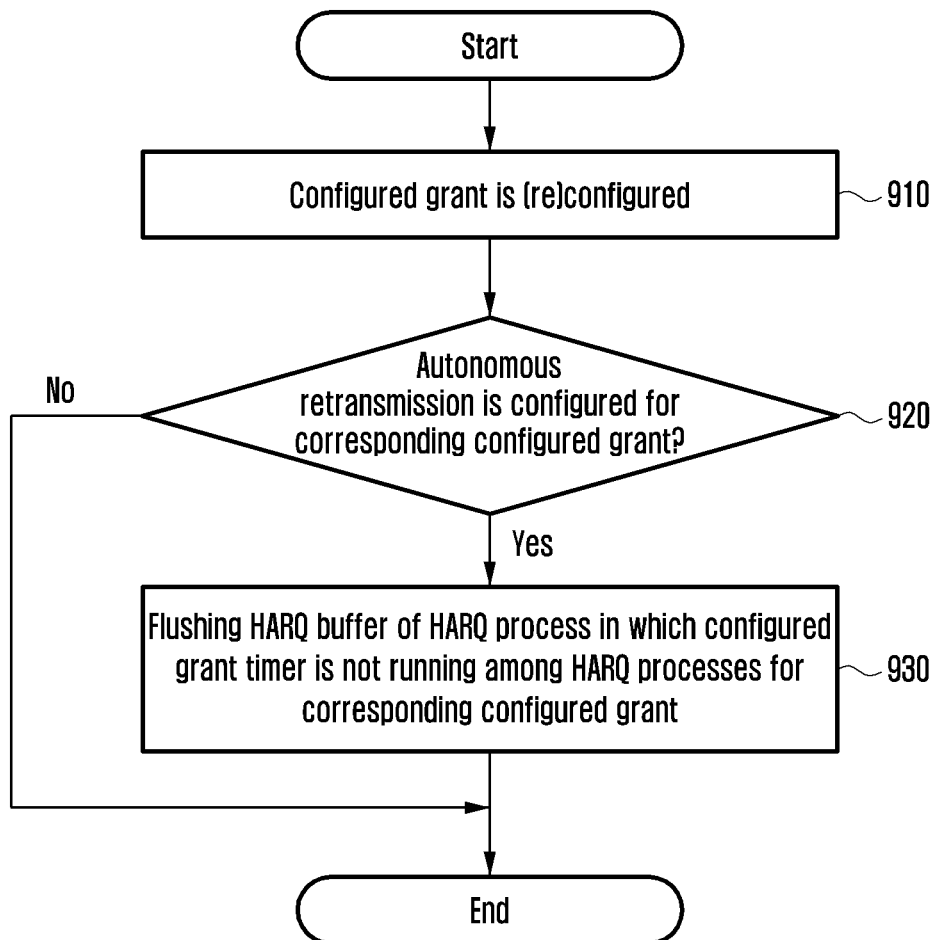 Start
Configured grant is (re)configured
910
Autonomous
retransmission is configured for
corresponding configured grant?
920
No
Yes
Flushing HARQ buffer of HARQ process in which configured
grant timer is not running among HARQ processes for
corresponding configured grant
930
End